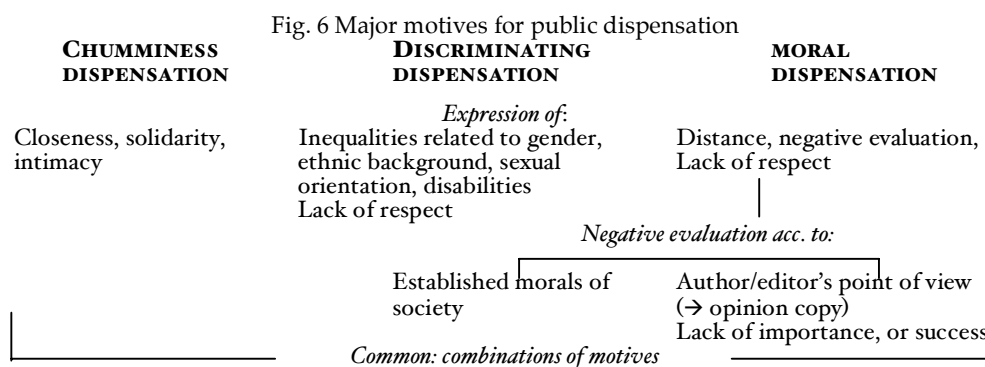 Fig. 6 Major motives for public dispensation
CHUMMINESS DISPENSATION
DISCRIMINATING DISPENSATION
MORAL DISPENSATION
Expression of:
Closeness, solidarity,
intimacy
Inequalities related to gender,
ethnic background, sexual
orientation, disabilities
Lack of respect
Distance, negative evaluation,
Lack of respect
Negative evaluation acc. to:
Established morals of
society
Author/editor's point of view
(→ opinion copy)
Lack of importance, or success
Common: combinations of motives